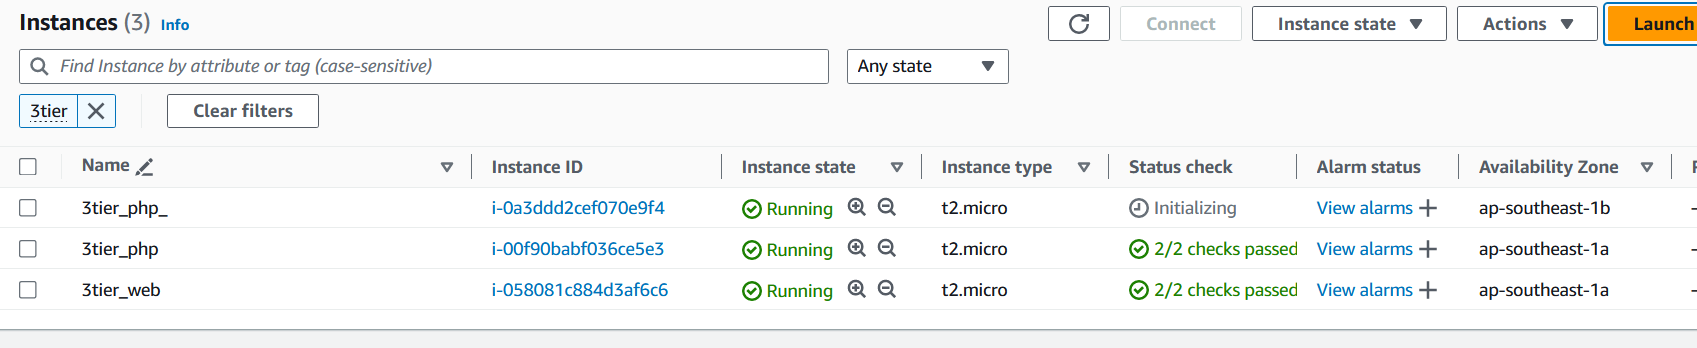 Instances (3) Info
Connect Instance state Actions Launch
Find Instance by attribute or tag (case-sensitive) Any state
3tier Clear filters
Name Instance ID Instance state Instance type Status check Alarm status Availability Zone
3tier_php_ i-0a3ddd2cef070e9f4 Running t2.micro Initializing View alarms ap-southeast-1b
3tier_php i-00f90babf036ce5e3 Running t2.micro 2/2 checks passed View alarms ap-southeast-1a
3tier_web i-058081c884d3af6c6 Running t2.micro 2/2 checks passed View alarms ap-southeast-1a